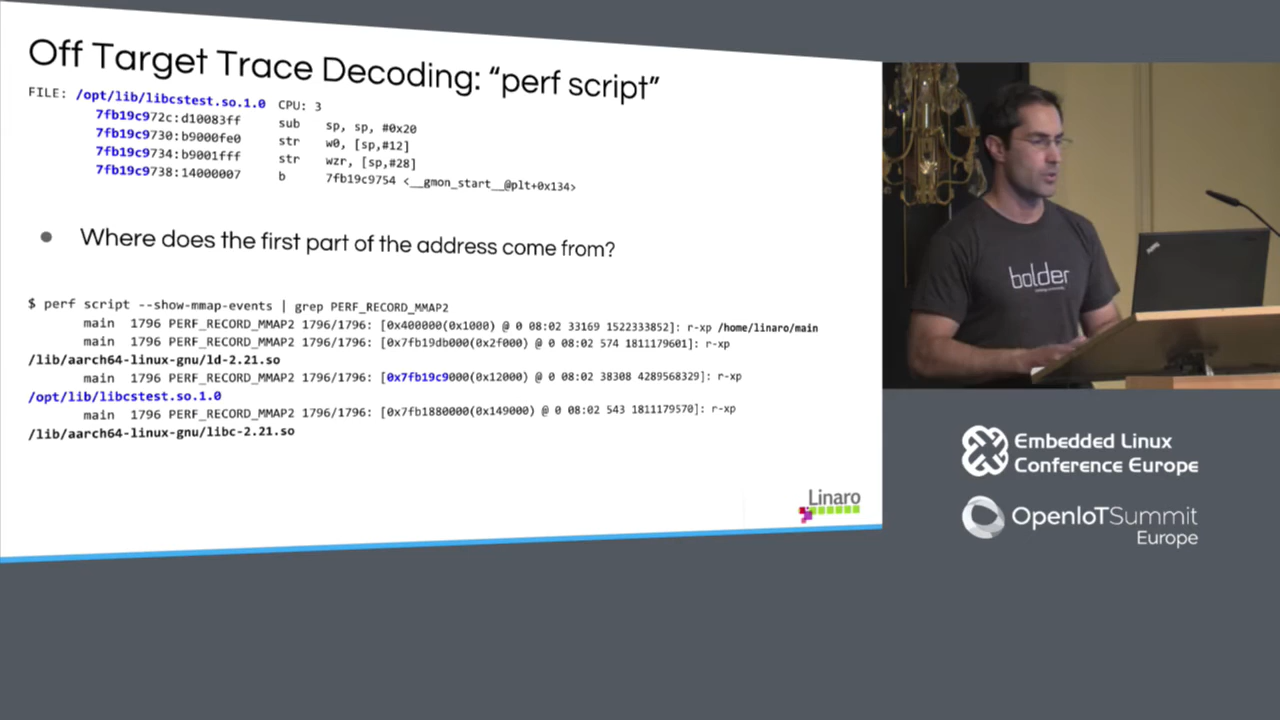 Off Target Trace Decoding: “perf script”
FILE: /opt/lib/libcstest.so.1.0 CPU: 3
7fb19c972c:d10083ff sub sp, sp, #0x20
7fb19c9730:b9000fe0 str w0, [sp,#12]
7fb19c9734:b9001fff str wzr, [sp,#28]
7fb19c9738:14000007 b 7fb19c9754 <__gmon_start__@plt+0x134>
● Where does the first part of the address come from?
$ perf script --show-mmap-events | grep PERF_RECORD_MMAP2
main 1796 PERF_RECORD_MMAP2 1796/1796: [0x400000(0x1000) @ 0 08:02 33169 1522333852]: r-xp /home/linaro/main
main 1796 PERF_RECORD_MMAP2 1796/1796: [0x7fb19db000(0x2f000) @ 0 08:02 574 1811179601]: r-xp
/lib/aarch64-linux-gnu/ld-2.21.so
main 1796 PERF_RECORD_MMAP2 1796/1796: [0x7fb19c9000(0x12000) @ 0 08:02 38308 4289568329]: r-xp
/opt/lib/libcstest.so.1.0
main 1796 PERF_RECORD_MMAP2 1796/1796: [0x7fb1880000(0x149000) @ 0 08:02 543 1811179570]: r-xp
/lib/aarch64-linux-gnu/libc-2.21.so
Linaro
bolder
Embedded Linux
Conference Europe
OpenIoTSummit
Europe